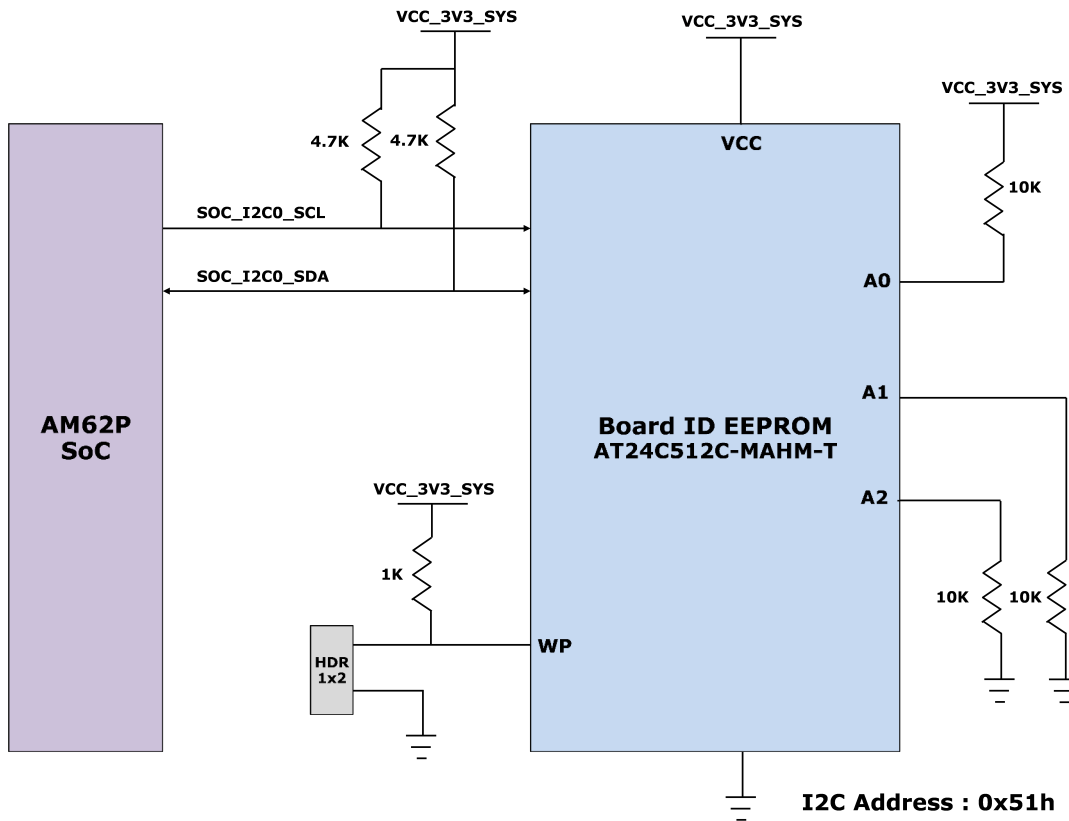 VCC_3V3_SYS
VCC_3V3_SYS
VCC_3V3_SYS
4.7K
4.7K
VCC
10K
SOC_I2C0_SCL
SOC_I2C0_SDA
A0
A1
AM62P
SoC
Board ID EEPROM
AT24C512C-MAHM-T
VCC_3V3_SYS
A2
1K
10K
10K
WP
HDR
1x2
I2C Address : 0x51h